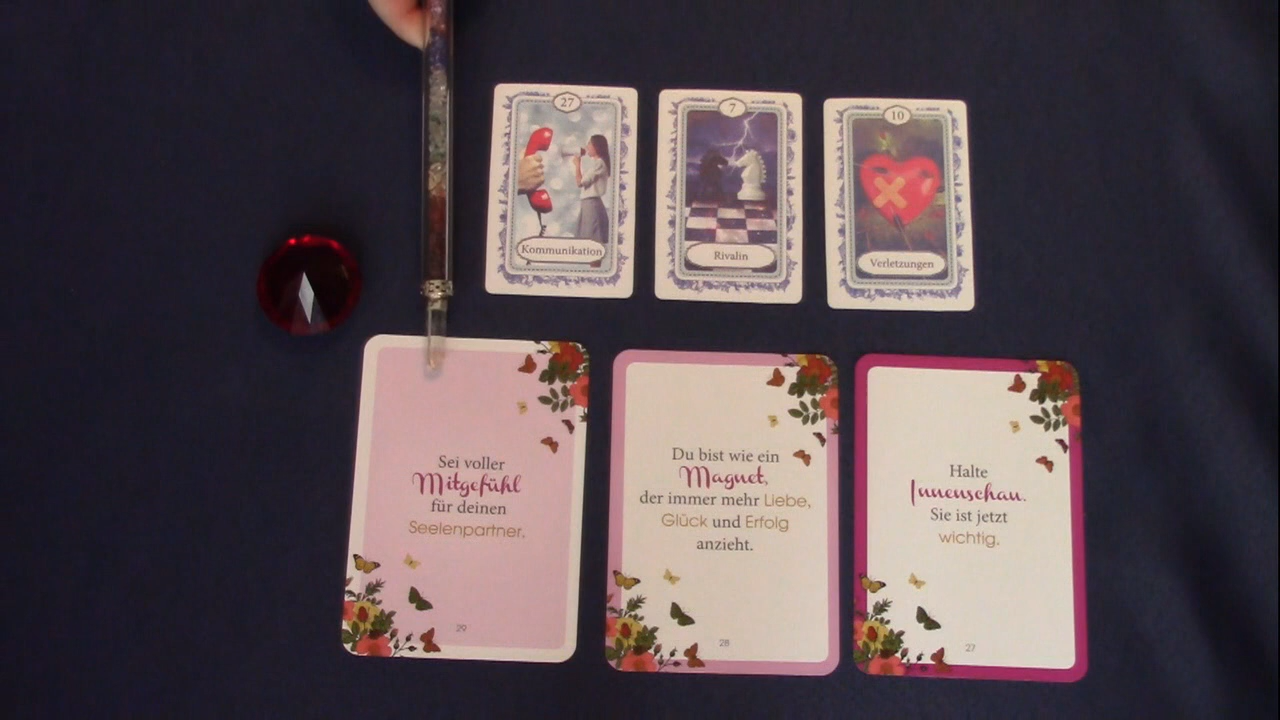 27
Kommunikation
7
Rivalin
10
Verletzungen
Sei voller
Mitgefühl
für deinen
Seelenpartner.
29
Du bist wie ein
Magnet,
der immer mehr Liebe,
Glück und Erfolg
anzieht.
28
Halte
Innenschau.
Sie ist jetzt
wichtig.
27